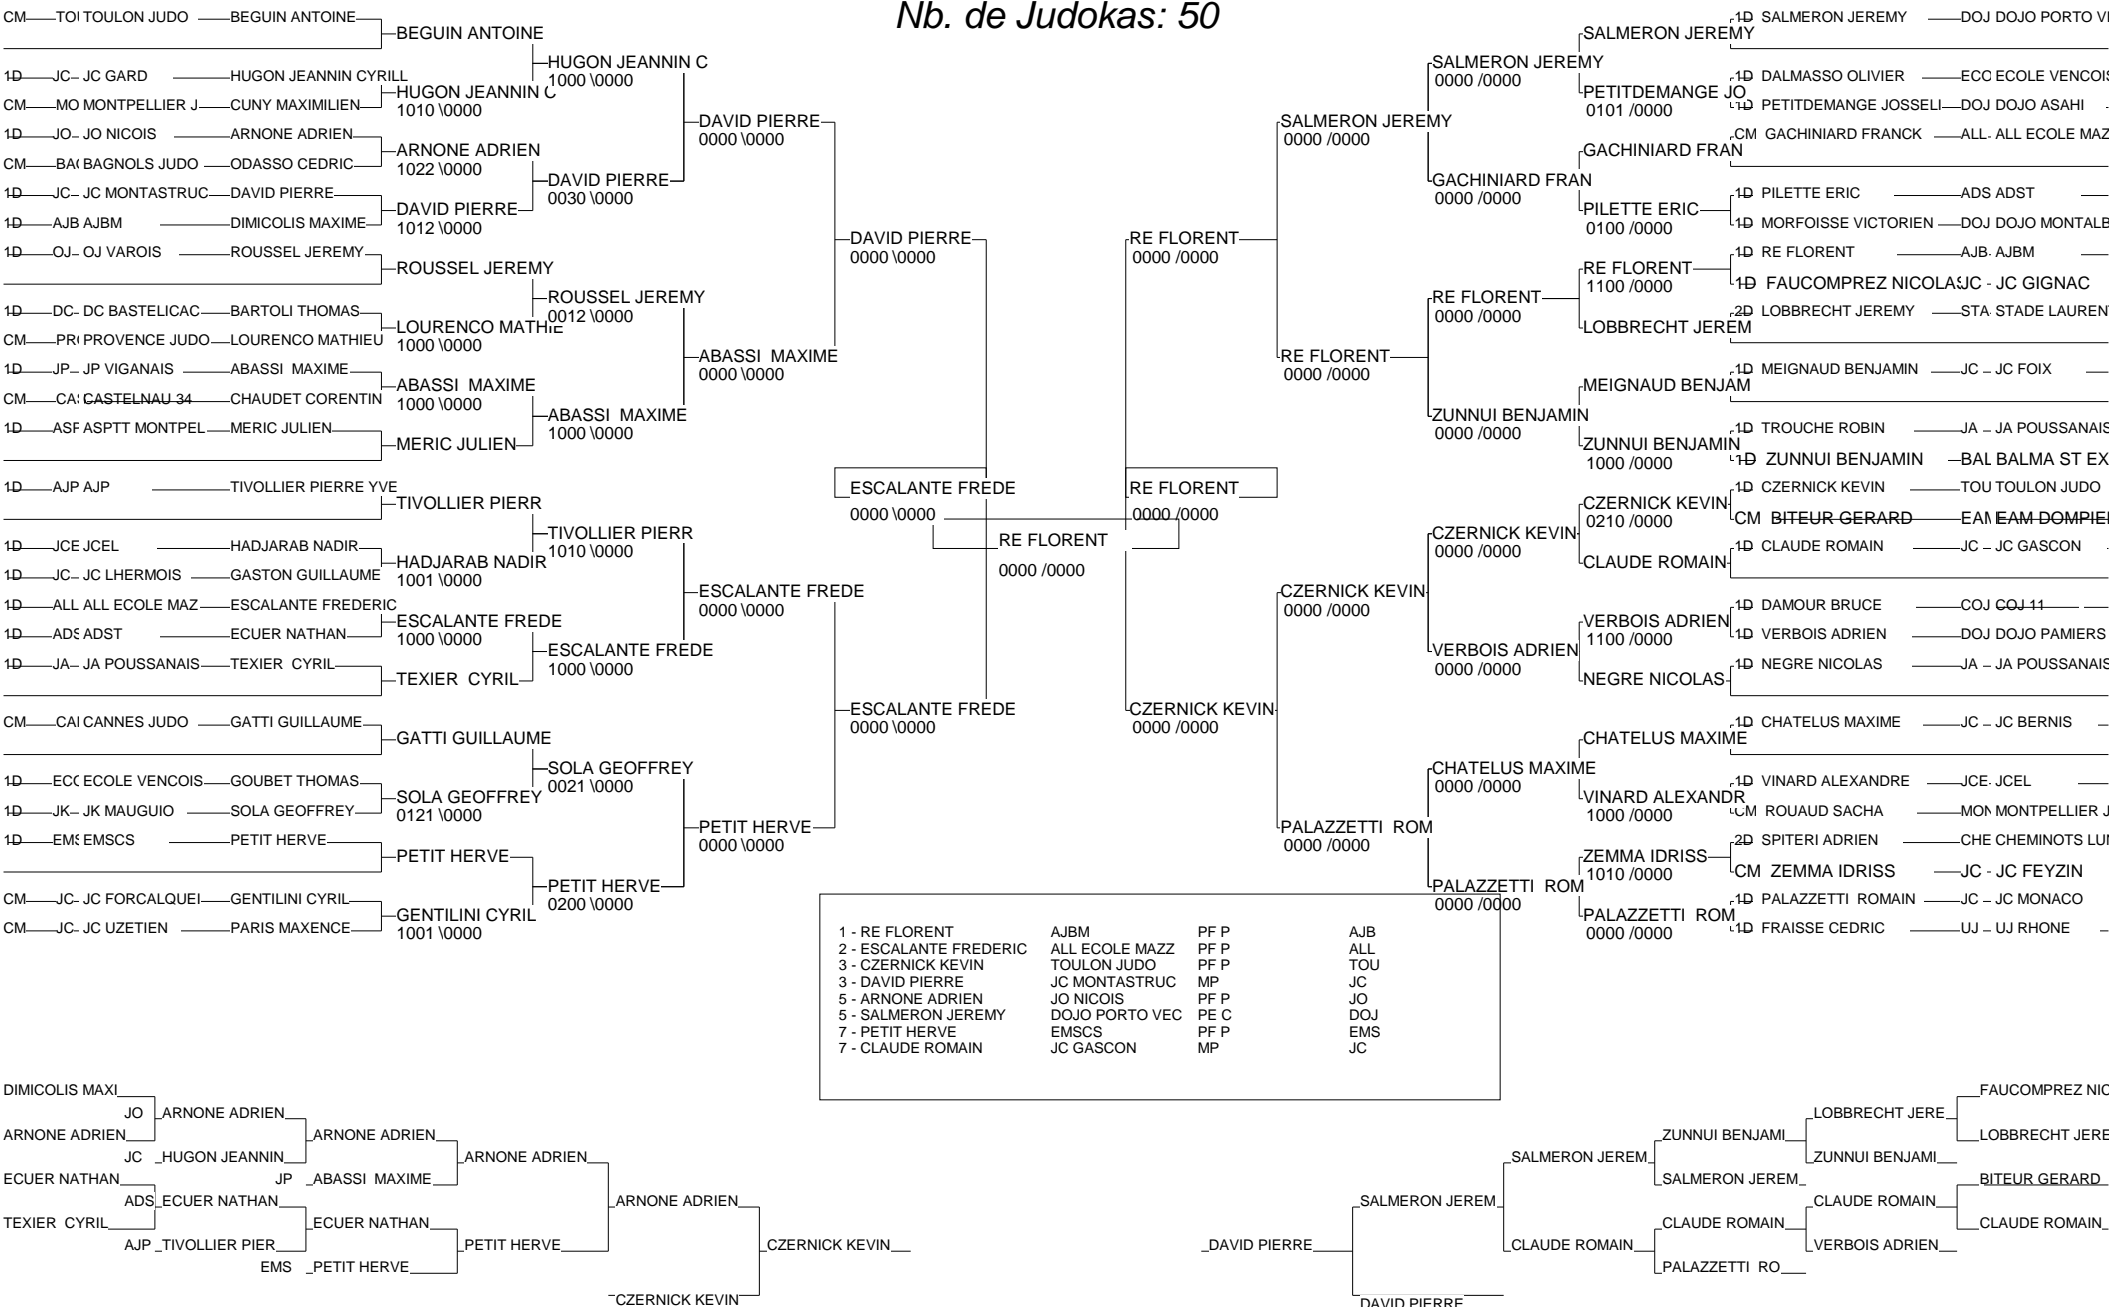 Nb. de Judokas: 50
CM TOULON JUDO BEGUIN ANTOINE
1D JC JC GARD HUGON JEANNIN CYRILL
CM MO MONTPELLIER J CUNY MAXIMILIEN
1D JO JO NICOIS ARNONE ADRIEN
CM BAGNOLS JUDO ODASSO CEDRIC
1D JC JC MONTASTRUC DAVID PIERRE
1D AJB AJBM DIMICOLIS MAXIME
1D OJ OJ VAROIS ROUSSEL JEREMY
1D DC DC BASTELICAC BARTOLI THOMAS
CM PROVENCE JUDO LOURENCO MATHIEU
1D JP JP VIGANAIS ABASSI MAXIME
CM CASTELNAU 34 CHAUDET CORENTIN
1D ASPTT MONTPEL MERIC JULIEN
1D AJP AJP TIVOLLIER PIERRE YVE
1D JCE JCEL HADJARAB NADIR
1D JC JC LHERMOIS GASTON GUILLAUME
1D ALL ALL ECOLE MAZ ESCALANTE FREDERIC
1D ADST ECUER NATHAN
1D JA JA POUSSANAIS TEXIER CYRIL
CM CANNES JUDO GATTI GUILLAUME
1D ECOLE VENCOIS GOUBET THOMAS
1D JK JK MAUGUIO SOLA GEOFFREY
1D EMSCS PETIT HERVE
CM JC JC FORCALQUEI GENTILINI CYRIL
CM JC JC UZETIEN PARIS MAXENCE
BEGUIN ANTOINE
HUGON JEANNIN C
1010 \0000
ARNONE ADRIEN
1022 \0000
DAVID PIERRE
1012 \0000
ROUSSEL JEREMY
LOURENCO MATHIE
1000 \0000
ABASSI MAXIME
1000 \0000
MERIC JULIEN
TIVOLLIER PIERR
HADJARAB NADIR
1001 \0000
ESCALANTE FREDE
1000 \0000
TEXIER CYRIL
GATTI GUILLAUME
SOLA GEOFFREY
0121 \0000
PETIT HERVE
GENTILINI CYRIL
1001 \0000
HUGON JEANNIN C
1000 \0000
DAVID PIERRE
0030 \0000
ROUSSEL JEREMY
0012 \0000
ABASSI MAXIME
1000 \0000
TIVOLLIER PIERR
1010 \0000
ESCALANTE FREDE
1000 \0000
SOLA GEOFFREY
0021 \0000
PETIT HERVE
0200 \0000
DAVID PIERRE
0000 \0000
ABASSI MAXIME
0000 \0000
ESCALANTE FREDE
0000 \0000
PETIT HERVE
0000 \0000
DAVID PIERRE
0000 \0000
ESCALANTE FREDE
0000 \0000
ESCALANTE FREDE
0000 \0000
RE FLORENT
0000 /0000
RE FLORENT
0000 /0000
RE FLORENT
0000 /0000
CZERNICK KEVIN
0000 /0000
SALMERON JEREMY
0000 /0000
RE FLORENT
0000 /0000
CZERNICK KEVIN
0000 /0000
PALAZZETTI ROM
0000 /0000
SALMERON JEREMY
0000 /0000
GACHINIARD FRAN
0000 /0000
RE FLORENT
0000 /0000
ZUNNUI BENJAMIN
0000 /0000
CZERNICK KEVIN
0000 /0000
VERBOIS ADRIEN
0000 /0000
CHATELUS MAXIME
0000 /0000
PALAZZETTI ROM
0000 /0000
SALMERON JEREMY
PETITDEMANGE JO
0101 /0000
GACHINIARD FRAN
PILETTE ERIC
0100 /0000
RE FLORENT
1100 /0000
LOBBRECHT JEREM
MEIGNAUD BENJAM
ZUNNUI BENJAMIN
1000 /0000
CZERNICK KEVIN
0210 /0000
CLAUDE ROMAIN
VERBOIS ADRIEN
1100 /0000
NEGRE NICOLAS
CHATELUS MAXIME
VINARD ALEXANDR
1000 /0000
ZEMMA IDRISS
1010 /0000
PALAZZETTI ROM
0000 /0000
1D SALMERON JEREMY DOJ DOJO PORTO
1D DALMASSO OLIVIER ECO ECOLE VENCOIS
1D PETITDEMANGE JOSSELI DOJ DOJO ASAHI
CM GACHINIARD FRANCK ALL ALL ECOLE MAZ
1D PILETTE ERIC ADS ADST
1D MORFOISSE VICTORIEN DOJ DOJO MONTALB
1D RE FLORENT AJB AJBM
1D FAUCOMPREZ NICOLAS JC - JC GIGNAC
2D LOBBRECHT JEREMY STA STADE LAUREN
1D MEIGNAUD BENJAMIN JC JC FOIX
1D TROUCHE ROBIN JA JA POUSSANAIS
1D ZUNNUI BENJAMIN BAL BALMA ST EX
1D CZERNICK KEVIN TOU TOULON JUDO
CM BITEUR GERARD EAM DOMPIE
1D CLAUDE ROMAIN JC JC GASCON
1D DAMOUR BRUCE COJ COJ 11
1D VERBOIS ADRIEN DOJ DOJO PAMIERS
1D NEGRE NICOLAS JA JA POUSSANAIS
1D CHATELUS MAXIME JC JC BERNIS
1D VINARD ALEXANDRE JCE JCEL
CM ROUAUD SACHA MON MONTPELLIER J
2D SPITERI ADRIEN CHE CHEMINOTS
CM ZEMMA IDRISS JC - JC FEYZIN
1D PALAZZETTI ROMAIN JC JC MONACO
1D FRAISSE CEDRIC UJ UJ RHONE
1 - RE FLORENT AJBM PF P AJB
2 - ESCALANTE FREDERIC ALL ECOLE MAZZ PF P ALL
3 - CZERNICK KEVIN TOULON JUDO PF P TOU
3 - DAVID PIERRE JC MONTASTRUC MP JC
5 - ARNONE ADRIEN JO NICOIS PF P JO
5 - SALMERON JEREMY DOJO PORTO VEC PE C DOJ
7 - PETIT HERVE EMSCS PF P EMS
7 - CLAUDE ROMAIN JC GASCON MP JC
DIMICOLIS MAXI
ARNONE ADRIEN
ECUER NATHAN
TEXIER CYRIL
JO ARNONE ADRIEN
JC HUGON JEANNIN
ADS ECUER NATHAN
AJP TIVOLLIER PIER
ARNONE ADRIEN
JP ABASSI MAXIME
ECUER NATHAN
EMS PETIT HERVE
ARNONE ADRIEN
PETIT HERVE
ARNONE ADRIEN
CZERNICK KEVIN
CZERNICK KEVIN
DAVID PIERRE
SALMERON JEREM
DAVID PIERRE
SALMERON JEREM
CLAUDE ROMAIN
ZUNNUI BENJAMI
SALMERON JEREM
CLAUDE ROMAIN
PALAZZETTI RO
LOBBRECHT JERE
ZUNNUI BENJAMI
CLAUDE ROMAIN
VERBOIS ADRIEN
FAUCOMPREZ NIC
LOBBRECHT JERE
BITEUR GERARD
CLAUDE ROMAIN